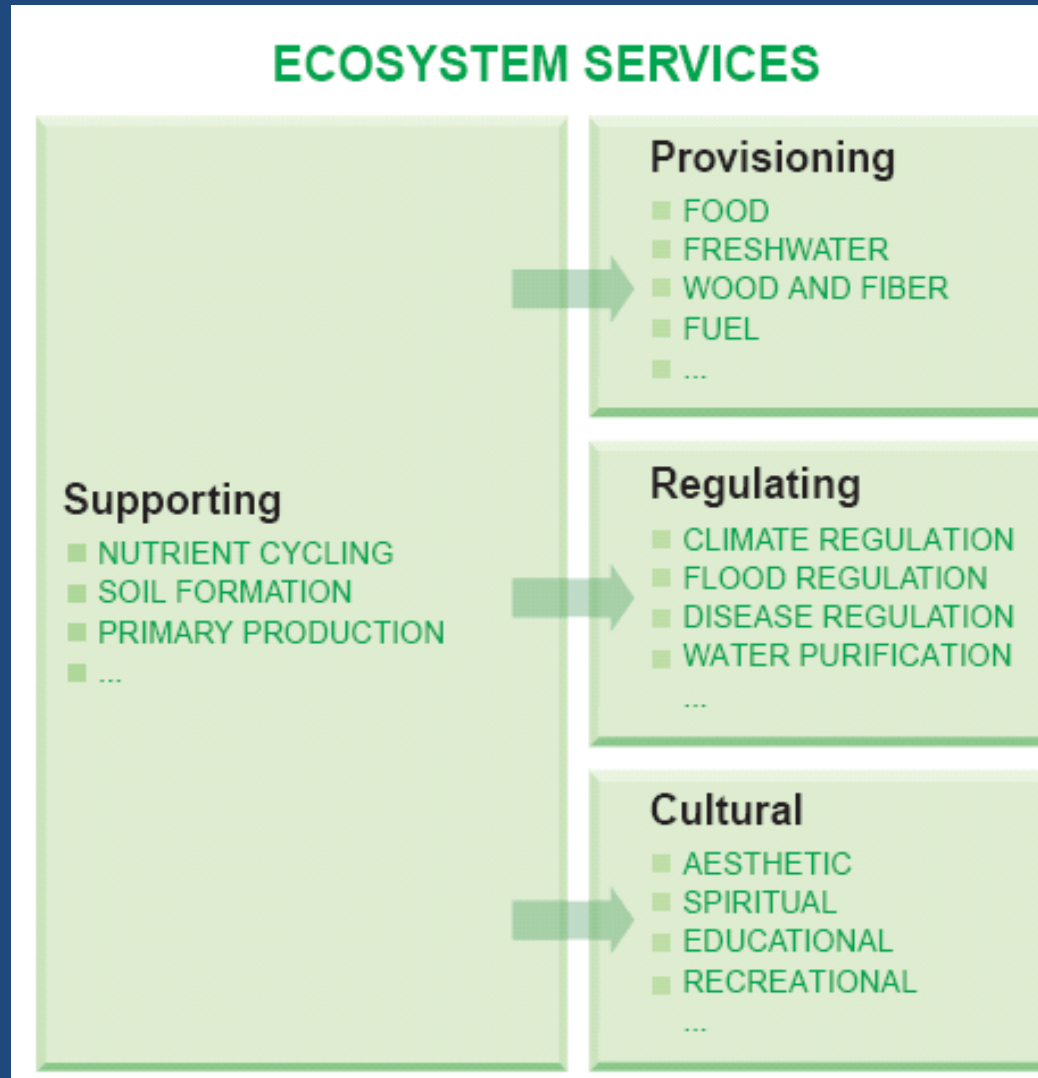 ECOSYSTEM SERVICES
Supporting
NUTRIENT CYCLING
SOIL FORMATION
PRIMARY PRODUCTION
...
Provisioning
FOOD
FRESHWATER
WOOD AND FIBER
FUEL
...
Regulating
CLIMATE REGULATION
FLOOD REGULATION
DISEASE REGULATION
WATER PURIFICATION
...
Cultural
AESTHETIC
SPIRITUAL
EDUCATIONAL
RECREATIONAL
...